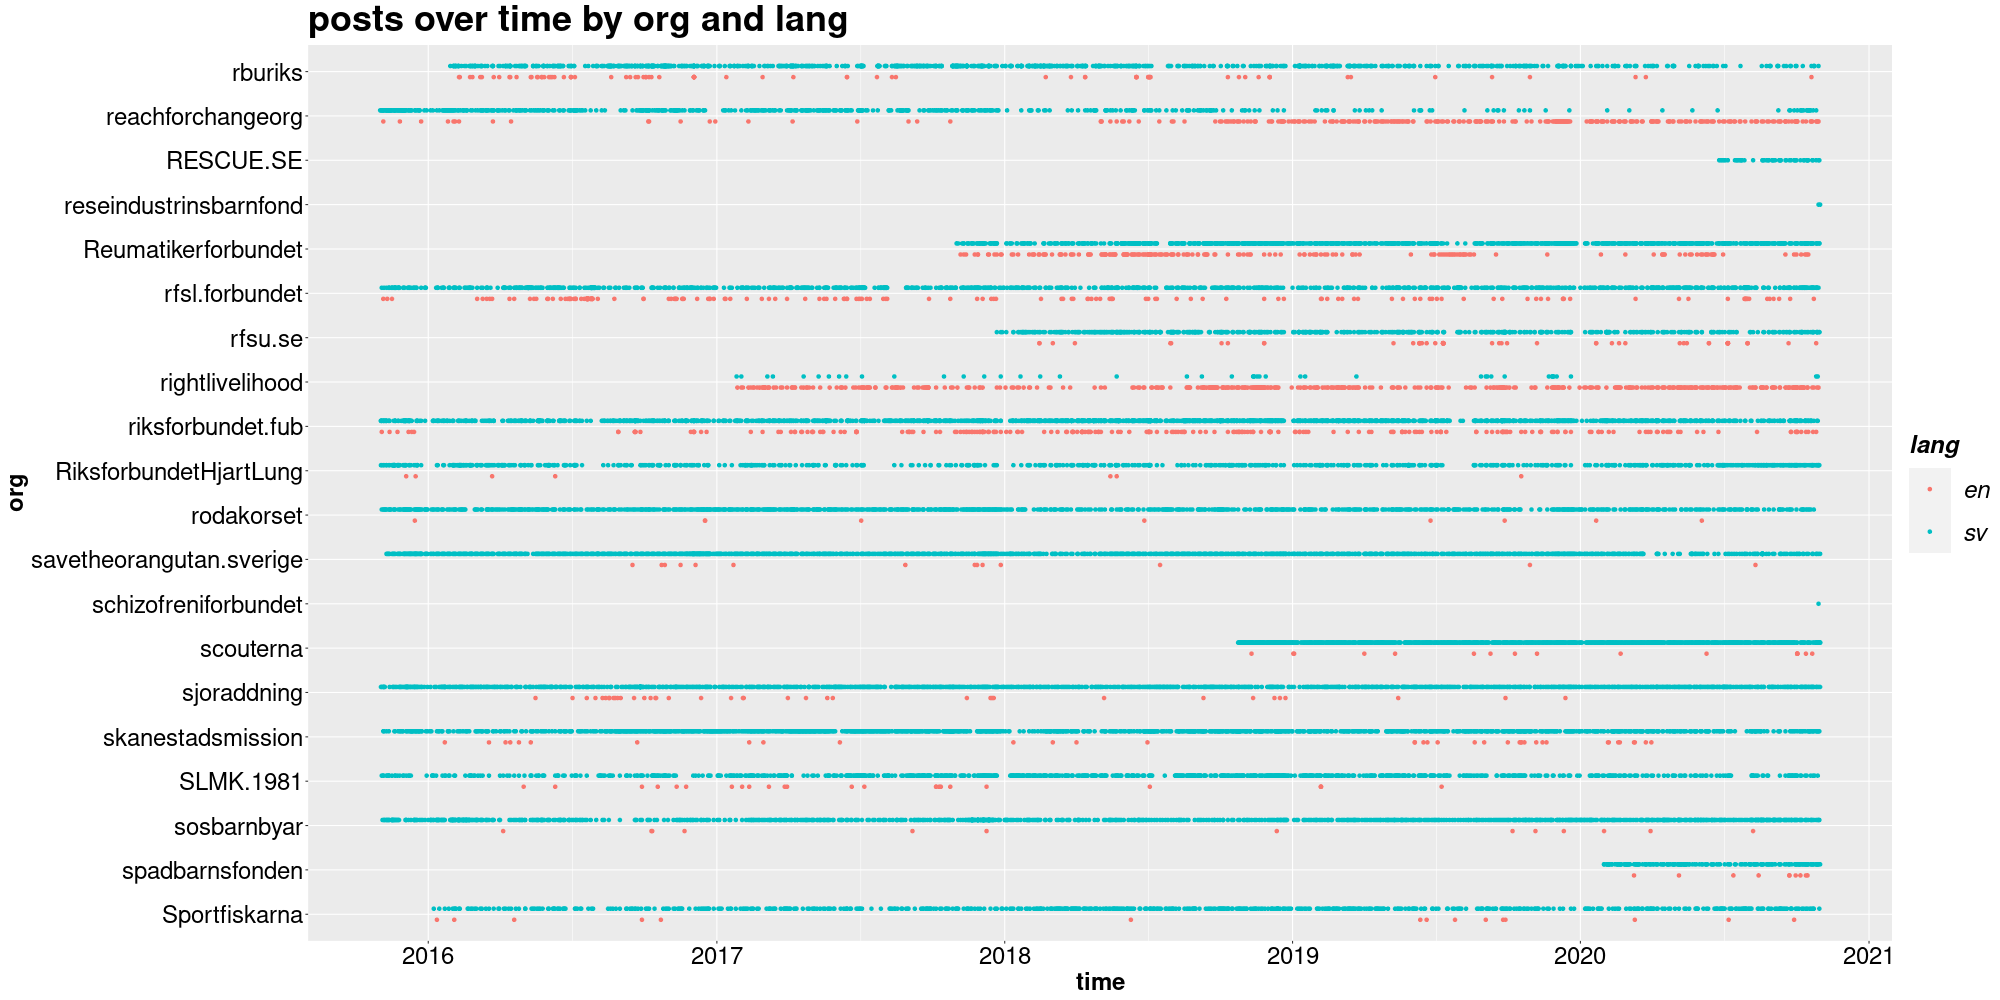 posts over time by org and lang
rburiks
reachforchangeorg
RESCUE.SE
reseindustrinsbarnfond
Reumatikerforbundet
rfsl.forbundet
rfsu.se
rightlivelihood
riksforbundet.fub
RiksforbundetHjartLung
rodakorset
savetheorangutan.sverige
schizofreniforbundet
scouterna
sjoraddning
skanestadsmission
SLMK.1981
sosbarnbyar
spadbarnsfonden
Sportfiskarna
org
2016 2017 2018 2019 2020 2021
time
lang
en
sv